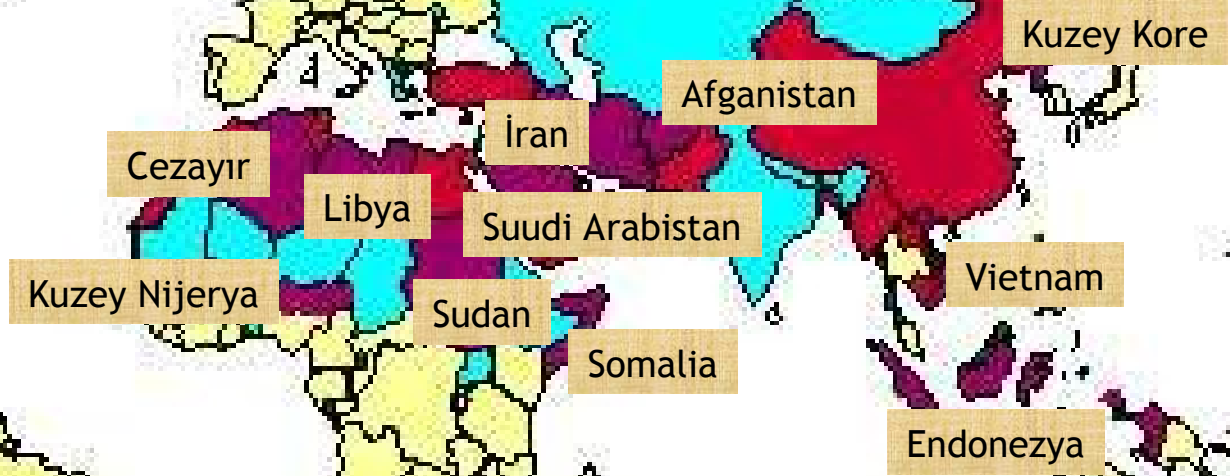 Kuzey Kore
Afganistan
İran
Cezayır
Libya
Suudi Arabistan
Vietnam
Kuzey Nijerya
Sudan
Somalia
Endonezya